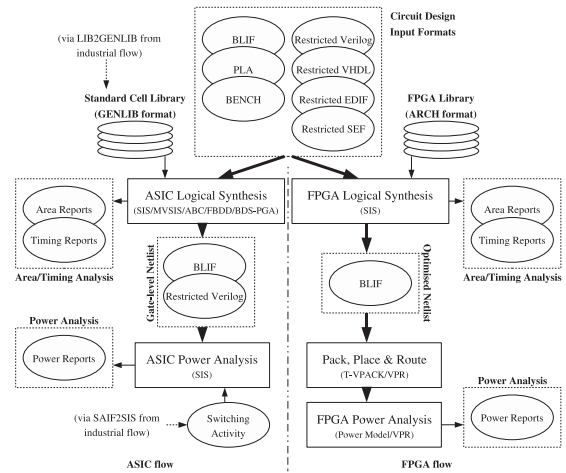 Circuit Design
Input Formats
BLIF
PLA
BENCH
Restricted Verilog
Restricted VHDL
Restricted EDIF
Restricted SEF
(via LIB2GENLIB from
industrial flow)
Standard Cell Library
(GENLIB format)
FPGA Library
(ARCH format)
ASIC Logical Synthesis
(SIS/MVSIS/ABC/FBDD/BDS-PGA)
FPGA Logical Synthesis
(SIS)
Area Reports
Timing Reports
Area/Timing Analysis
Area Reports
Timing Reports
Area/Timing Analysis
Gate-level Netlist
BLIF
Restricted Verilog
BLIF
Optimised Netlist
Power Analysis
Power Reports
ASIC Power Analysis
(SIS)
Pack, Place & Route
(T-VPACK/VPR)
(via SAIF2SIS from
industrial flow)
Switching
Activity
FPGA Power Analysis
(Power Model/VPR)
Power Analysis
Power Reports
ASIC flow
FPGA flow